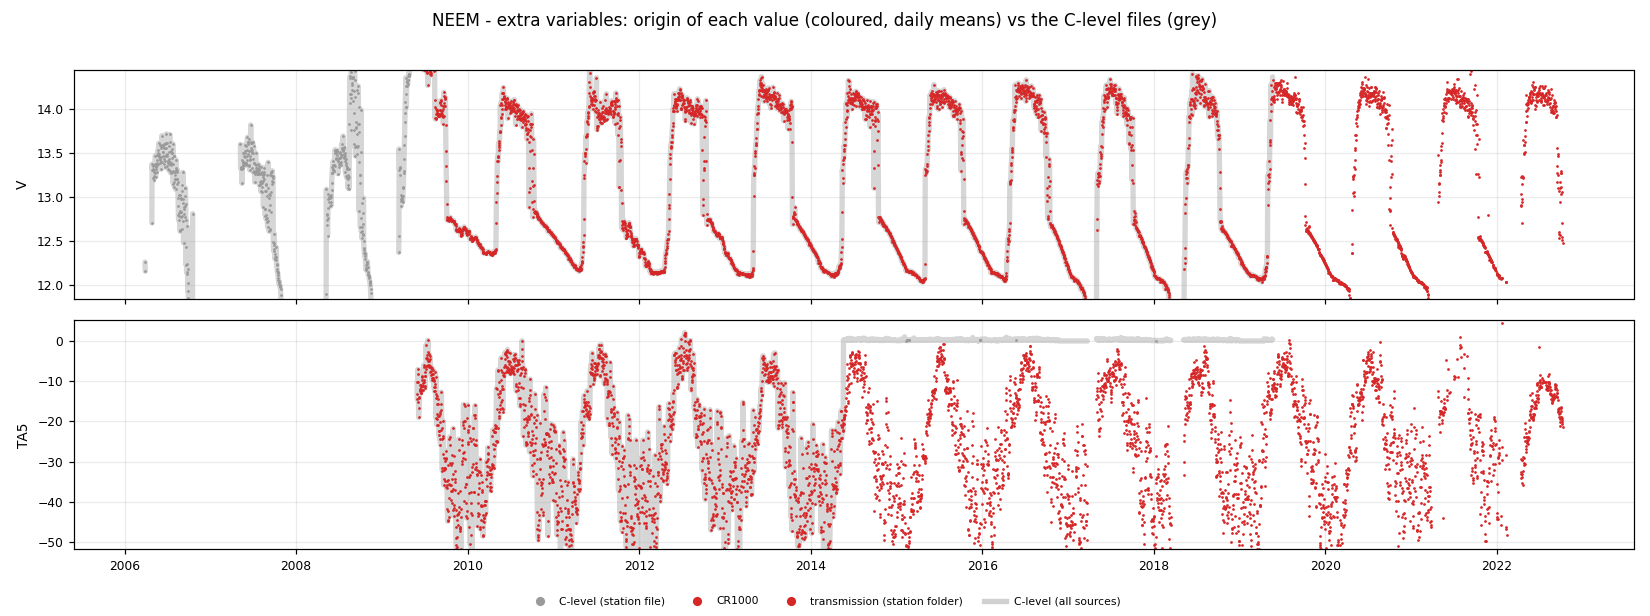 NEEM - extra variables: origin of each value (coloured, daily means) vs the C-level files (grey)
V
14.0
13.5
13.0
12.5
12.0
TA5
0
−10
−20
−30
−40
−50
2006 2008 2010 2012 2014 2016 2018 2020 2022
C-level (station file) CR1000 transmission (station folder) C-level (all sources)